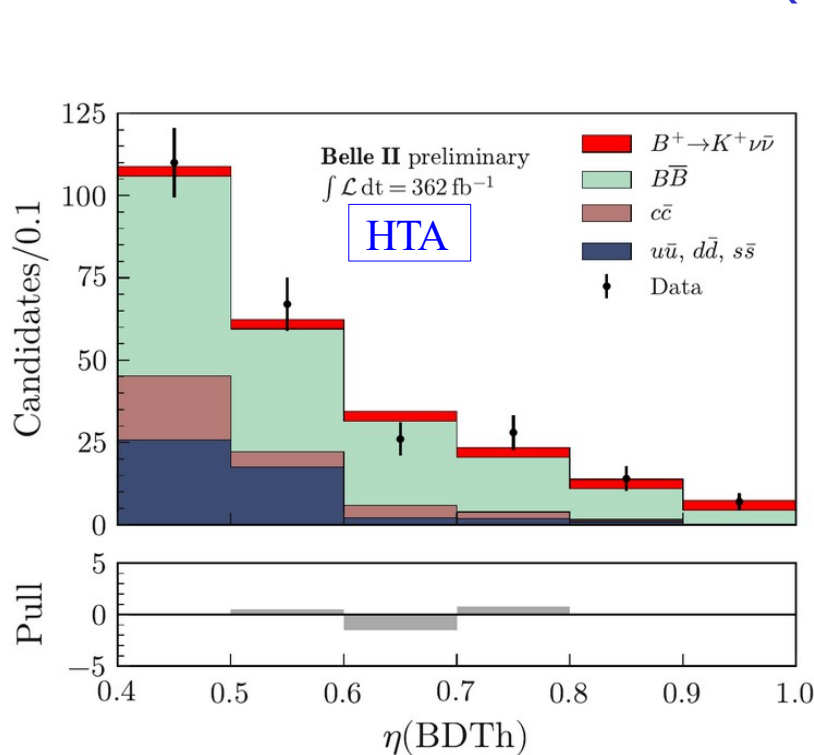 125
100
75
50
25
0
Candidates/0.1
Belle II preliminary
∫ ℒ dt = 362 fb⁻¹
HTA
B⁺→K⁺νν̄
BB̄
cc̄
uū, dd̄, ss̄
Data
5
0
−5
Pull
0.4 0.5 0.6 0.7 0.8 0.9 1.0
η(BDTh)